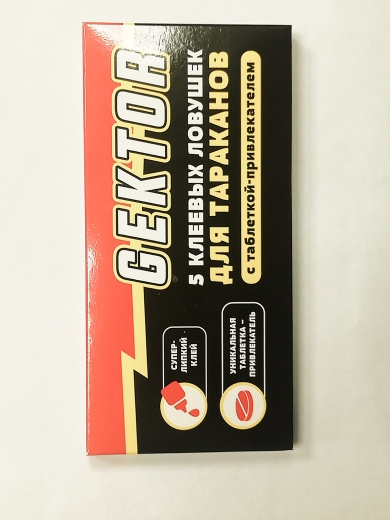 GEKTOR
5 КЛЕЕВЫХ ЛОВУШЕК
ДЛЯ ТАРАКАНОВ
с таблеткой-привлекателем
СУПЕР-
ЛИПКИЙ
КЛЕЙ
УНИКАЛЬНАЯ
ТАБЛЕТКА –
ПРИВЛЕКАТЕЛЬ